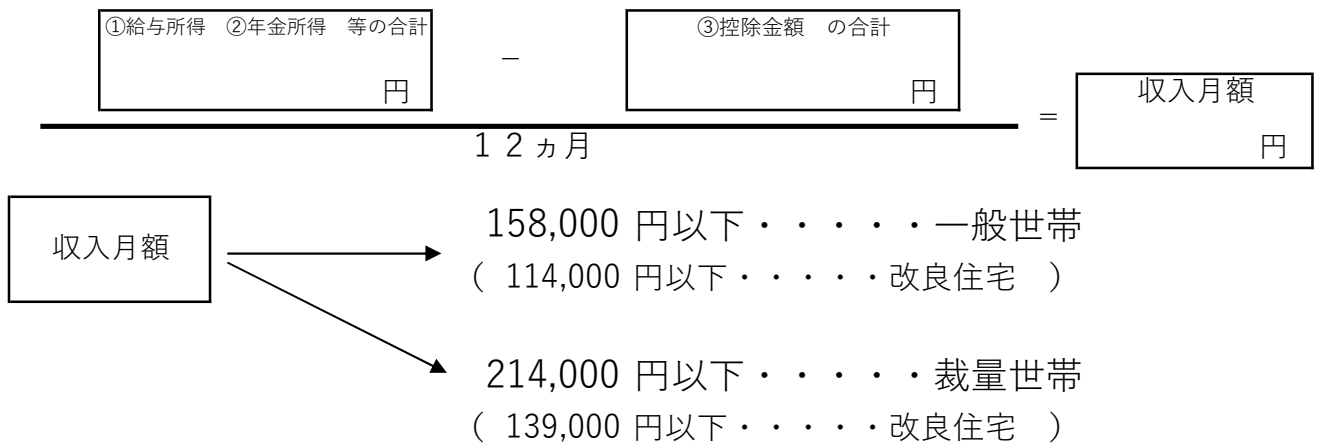 ①給与所得　②年金所得　等の合計
円
－
③控除金額　の合計
円
１２ヵ月
＝
収入月額
円
収入月額
158,000 円以下・・・・・一般世帯
（ 114,000 円以下・・・・・改良住宅　）
214,000 円以下・・・・・裁量世帯
（ 139,000 円以下・・・・・改良住宅　）